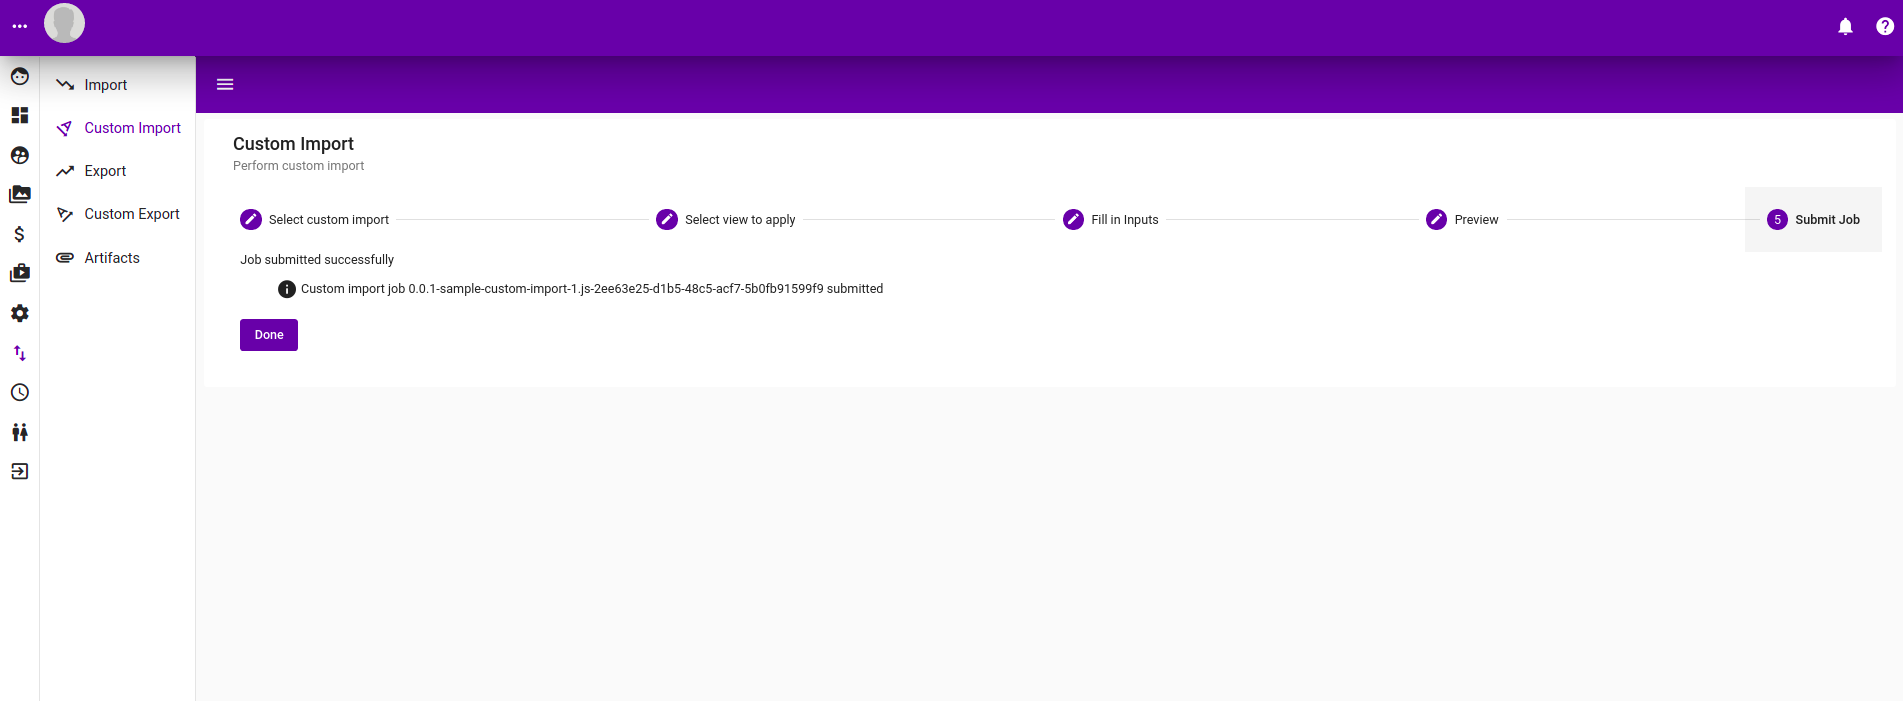 Import
Custom Import
Export
Custom Export
Artifacts
Custom Import
Perform custom import
Select custom import
Select view to apply
Fill in Inputs
Preview
5 Submit Job
Job submitted successfully
Custom import job 0.0.1-sample-custom-import-1.js-2ee63e25-d1b5-48c5-acf7-5b0fb91599f9 submitted
Done